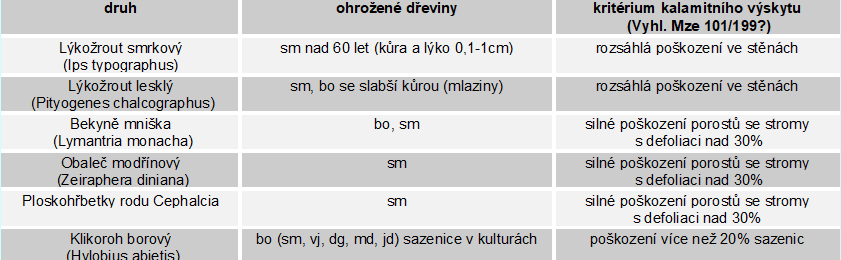 druh ohrožené dřeviny kritérium kalamitního výskytu
(Vyhl. Mze 101/199?)
Lýkožrout smrkový sm nad 60 let (kůra a lýko 0,1-1cm) rozsáhlá poškození ve stěnách
(Ips typographus)
Lýkožrout lesklý sm, bo se slabší kůrou (mlaziny) rozsáhlá poškození ve stěnách
(Pityogenes chalcographus)
Bekyně mniška bo, sm silné poškození porostů se stromy
(Lymantria monacha) s defoliaci nad 30%
Obaleč modřínový sm silné poškození porostů se stromy
(Zeiraphera diniana) s defoliaci nad 30%
Ploskohřbetky rodu Cephalcia sm silné poškození porostů se stromy
s defoliaci nad 30%
Klikoroh borový bo (sm, vj, dg, md, jd) sazenice v kulturách poškození více než 20% sazenic
(Hylobius abietis)